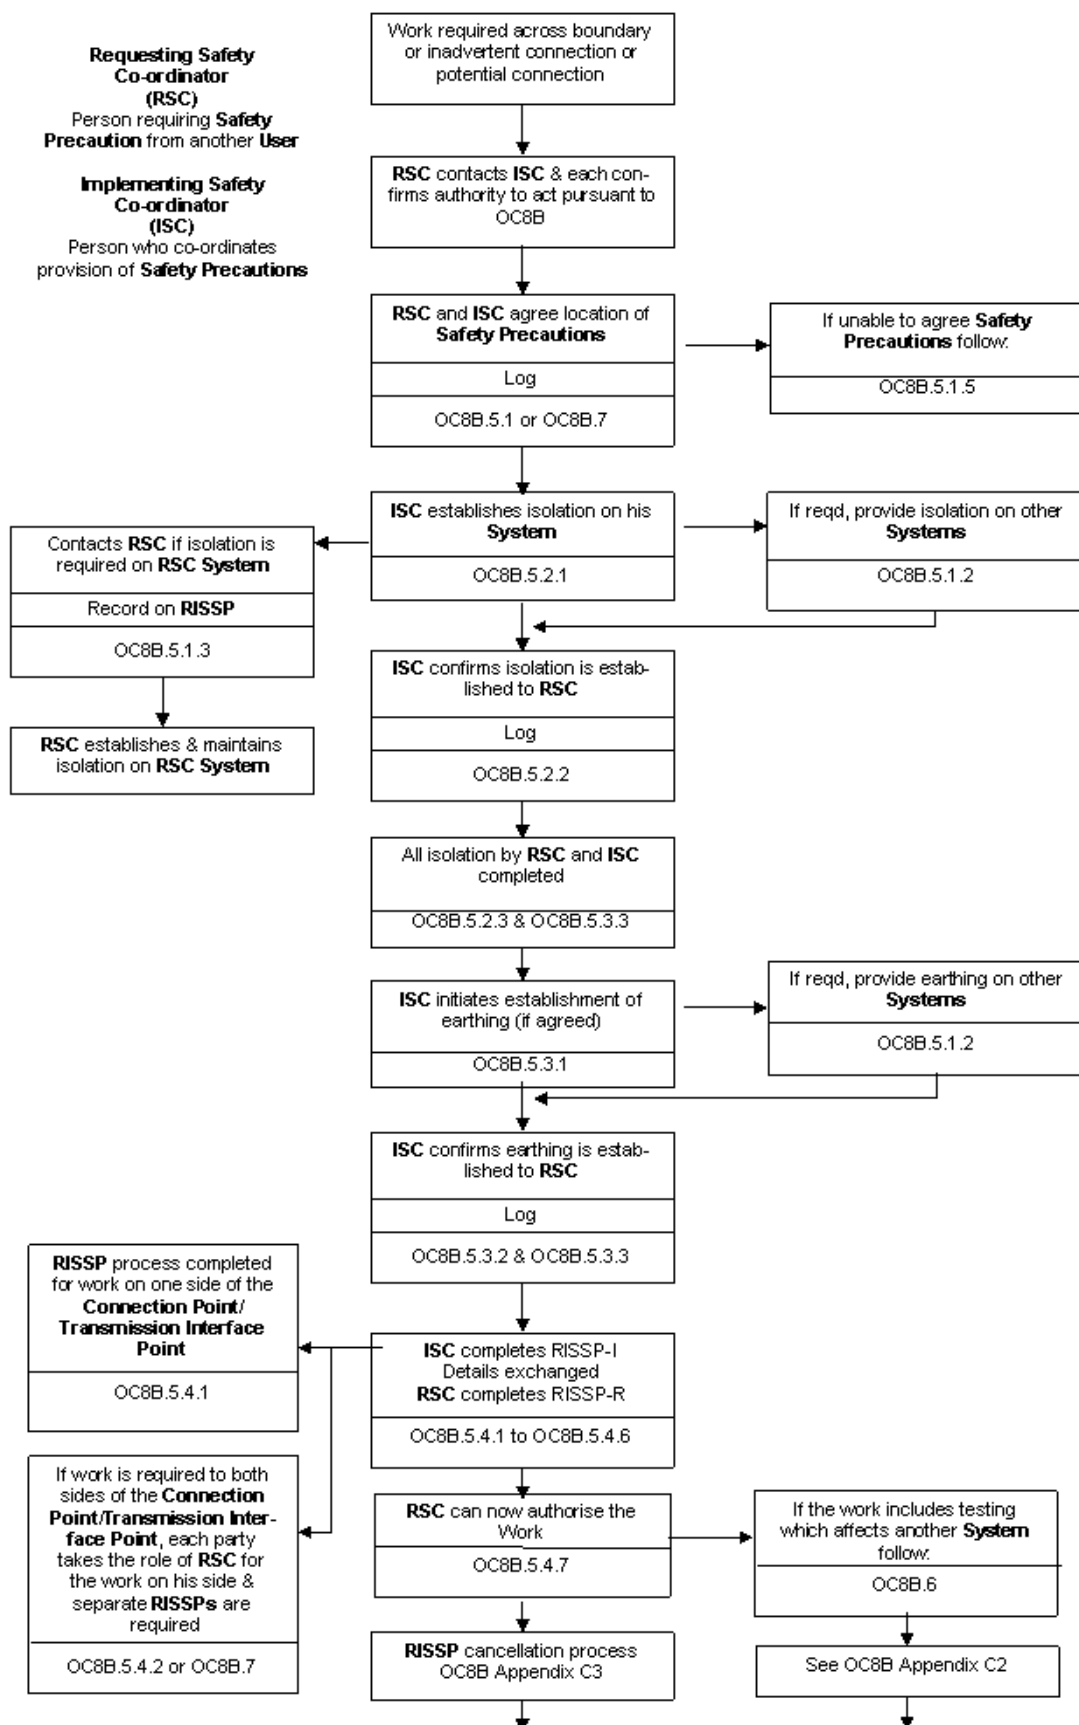 Requesting Safety
Co-ordinator
(RSC)
Person requiring Safety
Precaution from another User
Implementing Safety
Co-ordinator
(ISC)
Person who co-ordinates
provision of Safety Precautions
Work required across boundary
or inadvertent connection or
potential connection
RSC contacts ISC & each con-
firms authority to act pursuant to
OC8B
RSC and ISC agree location of
Safety Precautions
Log
OC8B.5.1 or OC8B.7
If unable to agree Safety
Precautions follow:
OC8B.5.1.5
ISC establishes isolation on his
System
OC8B.5.2.1
If reqd, provide isolation on other
Systems
OC8B.5.1.2
Contacts RSC if isolation is
required on RSC System
Record on RISSP
OC8B.5.1.3
RSC establishes & maintains
isolation on RSC System
ISC confirms isolation is estab-
lished to RSC
Log
OC8B.5.2.2
All isolation by RSC and ISC
completed
OC8B.5.2.3 & OC8B.5.3.3
ISC initiates establishment of
earthing (if agreed)
OC8B.5.3.1
If reqd, provide earthing on other
Systems
OC8B.5.1.2
ISC confirms earthing is estab-
lished to RSC
Log
OC8B.5.3.2 & OC8B.5.3.3
RISSP process completed
for work on one side of the
Connection Point/
Transmission Interface
Point
OC8B.5.4.1
ISC completes RISSP-I
Details exchanged
RSC completes RISSP-R
OC8B.5.4.1 to OC8B.5.4.6
If work is required to both
sides of the Connection
Point/Transmission Inter-
face Point, each party
takes the role of RSC for
the work on his side &
separate RISSPs are
required
OC8B.5.4.2 or OC8B.7
RSC can now authorise the
Work
OC8B.5.4.7
If the work includes testing
which affects another System
follow:
OC8B.6
RISSP cancellation process
OC8B Appendix C3
See OC8B Appendix C2